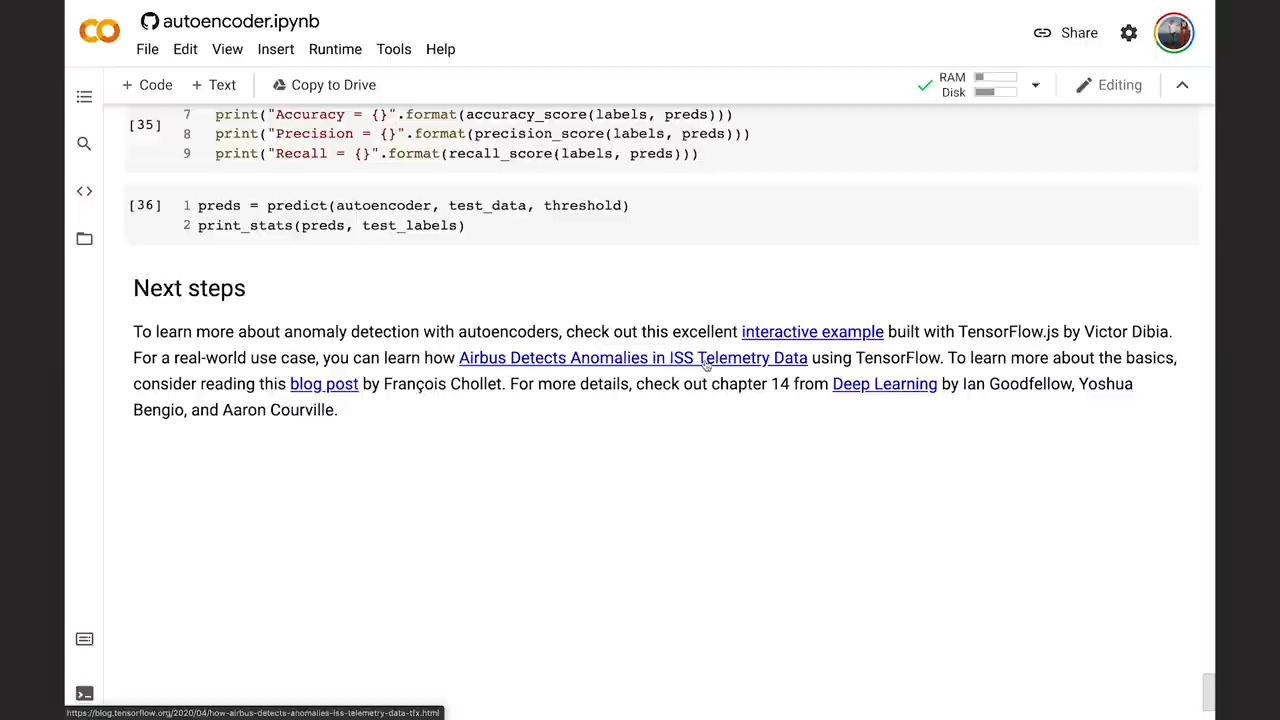 autoencoder.ipynb
File Edit View Insert Runtime Tools Help
Share
+ Code + Text Copy to Drive
RAM
Disk
Editing
[35]
7 print("Accuracy = {}".format(accuracy_score(labels, preds)))
8 print("Precision = {}".format(precision_score(labels, preds)))
9 print("Recall = {}".format(recall_score(labels, preds)))
[36] 1 preds = predict(autoencoder, test_data, threshold)
2 print_stats(preds, test_labels)
Next steps
To learn more about anomaly detection with autoencoders, check out this excellent interactive example built with TensorFlow.js by Victor Dibia.
For a real-world use case, you can learn how Airbus Detects Anomalies in ISS Telemetry Data using TensorFlow. To learn more about the basics,
consider reading this blog post by François Chollet. For more details, check out chapter 14 from Deep Learning by Ian Goodfellow, Yoshua
Bengio, and Aaron Courville.
https://blog.tensorflow.org/2020/04/how-airbus-detects-anomalies-iss-telemetry-data-tfx.html